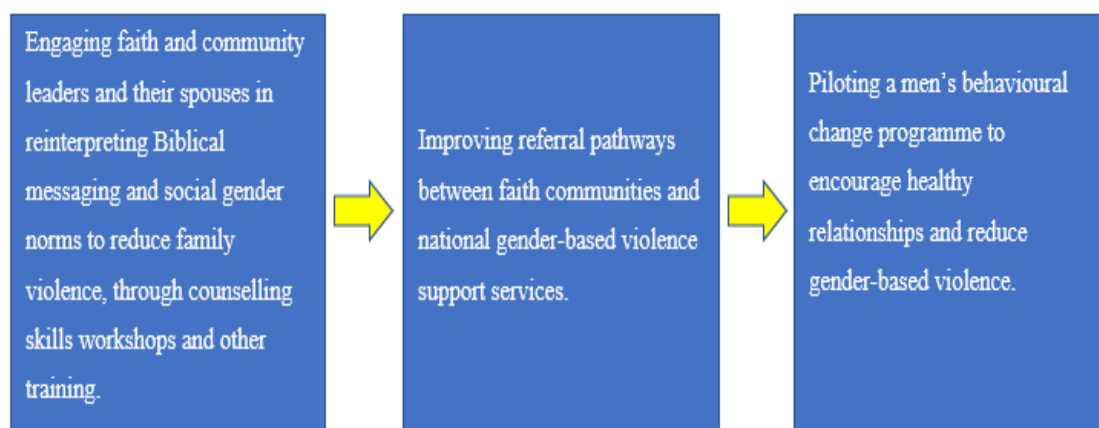 Engaging faith and community
leaders and their spouses in
reinterpreting Biblical
messaging and social gender
norms to reduce family
violence, through counselling
skills workshops and other
training.
Improving referral pathways
between faith communities and
national gender-based violence
support services.
Piloting a men’s behavioural
change programme to
encourage healthy
relationships and reduce
gender-based violence.